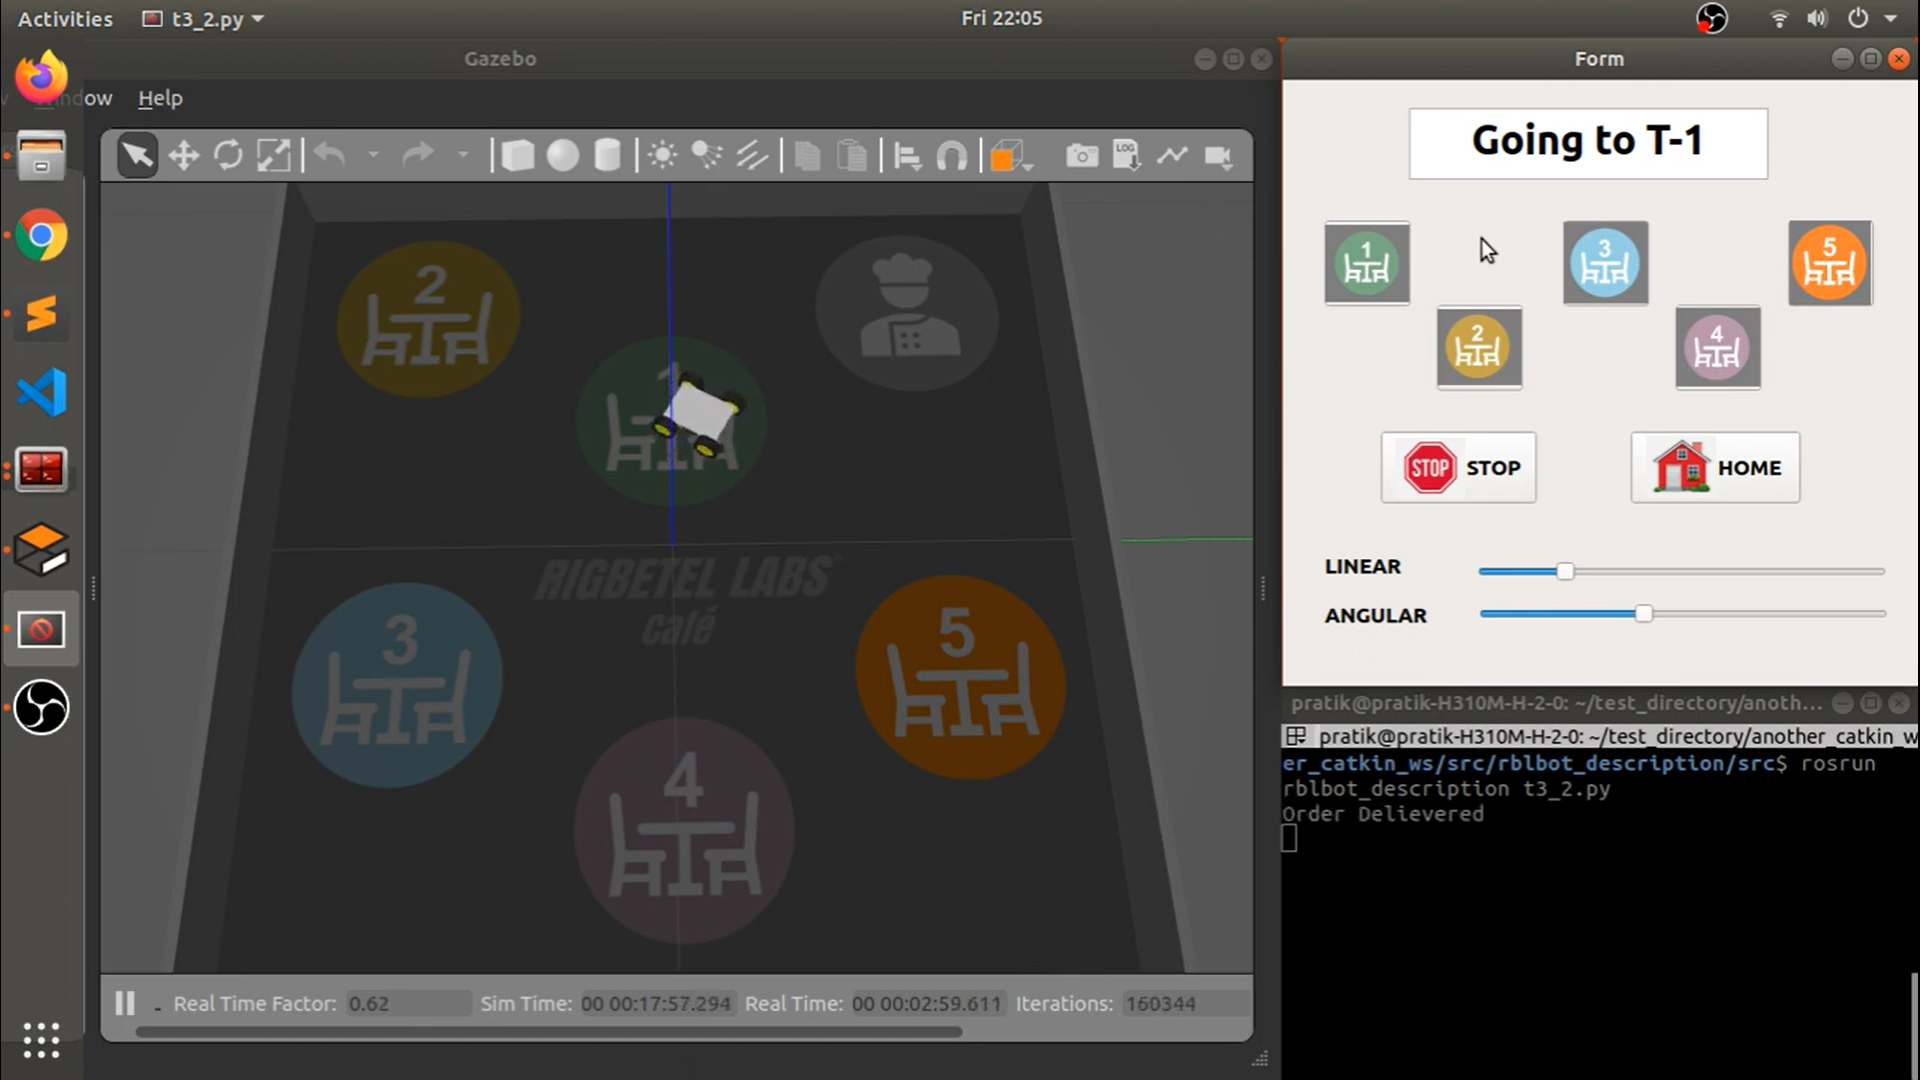 Activities
t3_2.py
Fri 22:05
Gazebo
ow
Help
LOG
2
1
RIGBETEL LABS
café
3
5
4
Real Time Factor: 0.62 Sim Time: 00 00:17:57.294 Real Time: 00 00:02:59.611 Iterations: 160344
Form
Going to T-1
1
3
5
2
4
STOP STOP
HOME
LINEAR
ANGULAR
pratik@pratik-H310M-H-2-0: ~/test_directory/anoth...
pratik@pratik-H310M-H-2-0: ~/test_directory/another_catkin_w
er_catkin_ws/src/rblbot_description/src$ rosrun
rblbot_description t3_2.py
Order Delievered